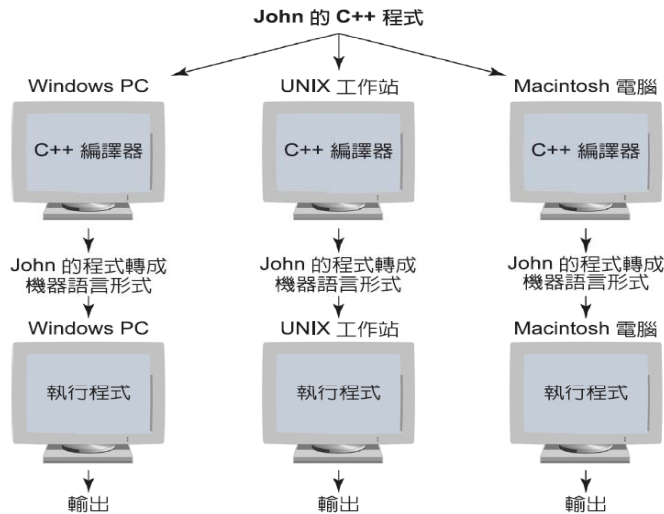 John 的 C++ 程式
Windows PC
UNIX 工作站
Macintosh 電腦
C++ 編譯器
C++ 編譯器
C++ 編譯器
John 的程式轉成
機器語言形式
John 的程式轉成
機器語言形式
John 的程式轉成
機器語言形式
Windows PC
UNIX 工作站
Macintosh 電腦
執行程式
執行程式
執行程式
輸出
輸出
輸出